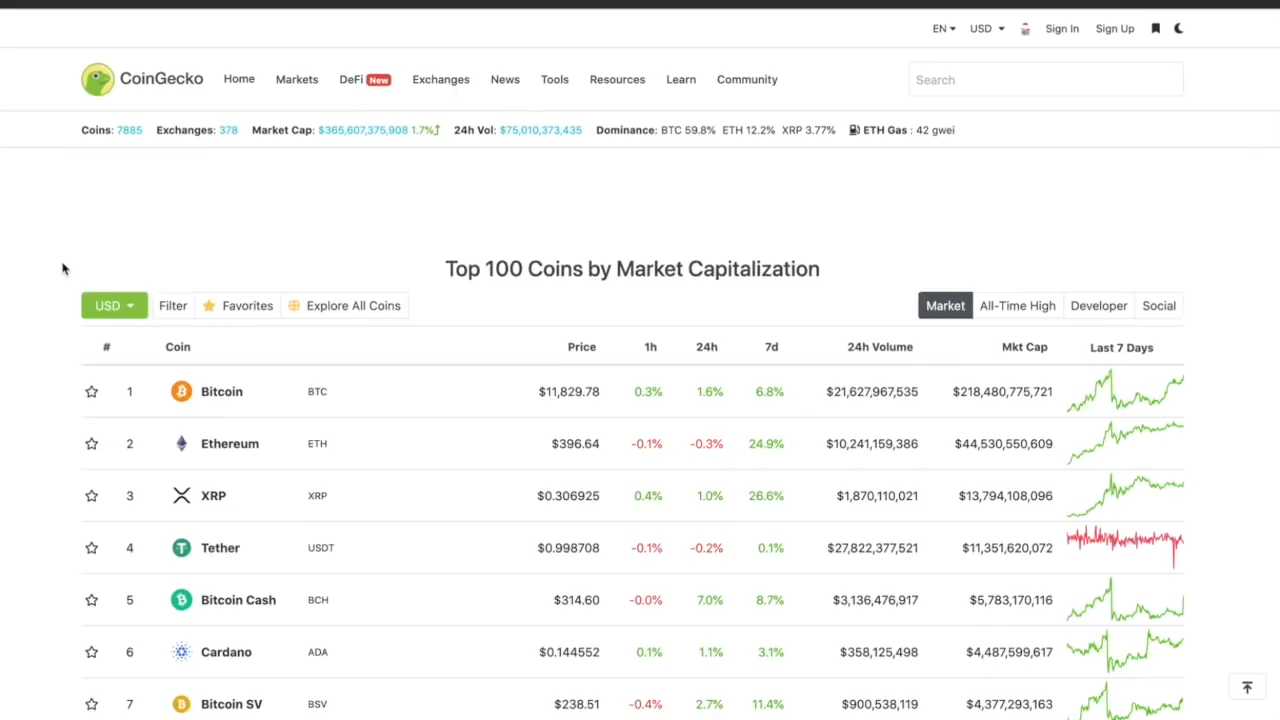 EN USD Sign In Sign Up
CoinGecko Home Markets DeFi New Exchanges News Tools Resources Learn Community Search
Coins: 7885 Exchanges: 378 Market Cap: $365,607,375,908 1.7% 24h Vol: $75,010,373,435 Dominance: BTC 59.8% ETH 12.2% XRP 3.77% ETH Gas : 42 gwei
Top 100 Coins by Market Capitalization
USD Filter Favorites Explore All Coins Market All-Time High Developer Social
# Coin Price 1h 24h 7d 24h Volume Mkt Cap Last 7 Days
1 Bitcoin BTC $11,829.78 0.3% 1.6% 6.8% $21,627,967,535 $218,480,775,721
2 Ethereum ETH $396.64 -0.1% -0.3% 24.9% $10,241,159,386 $44,530,550,609
3 XRP XRP $0.306925 0.4% 1.0% 26.6% $1,870,110,021 $13,794,108,096
4 Tether USDT $0.998708 -0.1% -0.2% 0.1% $27,822,377,521 $11,351,620,072
5 Bitcoin Cash BCH $314.60 -0.0% 7.0% 8.7% $3,136,476,917 $5,783,170,116
6 Cardano ADA $0.144552 0.1% 1.1% 3.1% $358,125,498 $4,487,599,617
7 Bitcoin SV BSV $238.51 -0.4% 2.7% 11.4% $900,538,119 $4,377,293,163